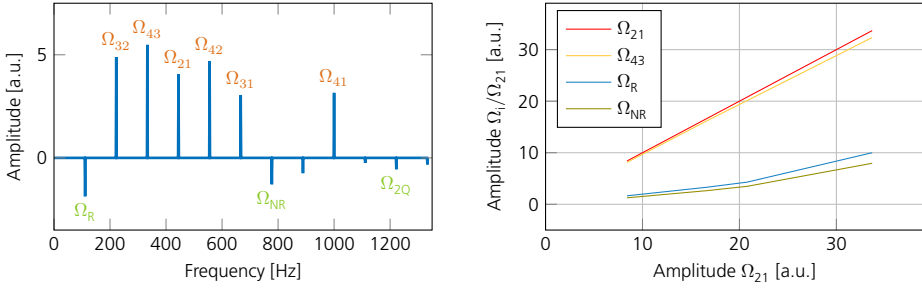 Amplitude [a.u.]
5
0
Ω32
Ω43
Ω21
Ω42
Ω31
Ω41
ΩR
ΩNR
Ω2Q
0 200 400 600 800 1000 1200
Frequency [Hz]
Amplitude Ωi/Ω21 [a.u.]
30
20
10
0
Ω21
Ω43
ΩR
ΩNR
0 10 20 30
Amplitude Ω21 [a.u.]